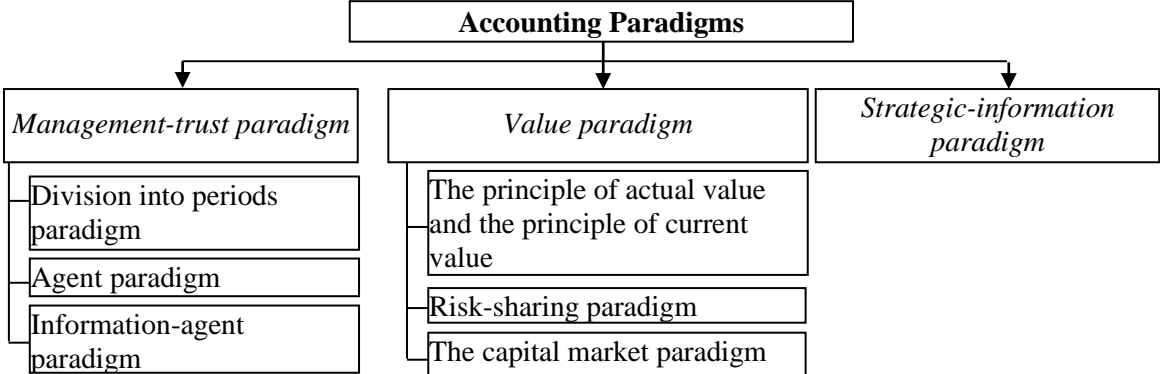 Accounting Paradigms
Management-trust paradigm
Value paradigm
Strategic-information
paradigm
Division into periods
paradigm
Agent paradigm
Information-agent
paradigm
The principle of actual value
and the principle of current
value
Risk-sharing paradigm
The capital market paradigm